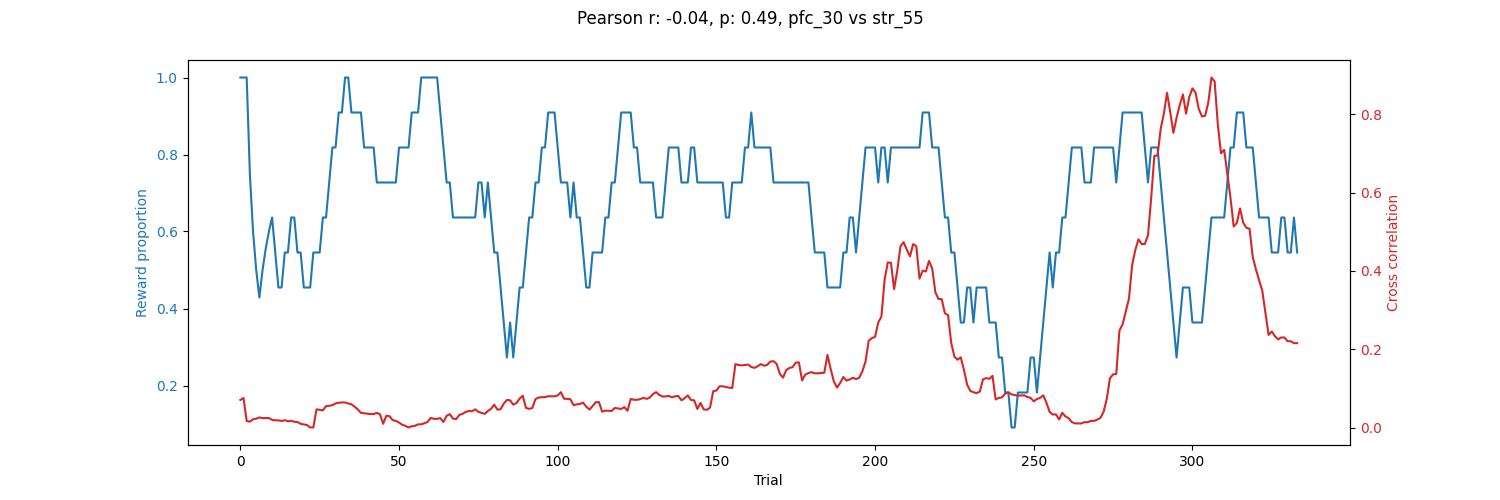 Pearson r: -0.04, p: 0.49, pfc_30 vs str_55
1.0
0.8
0.6
0.4
0.2
Reward proportion
0.8
0.6
0.4
0.2
0.0
Cross correlation
0 50 100 150 200 250 300
Trial